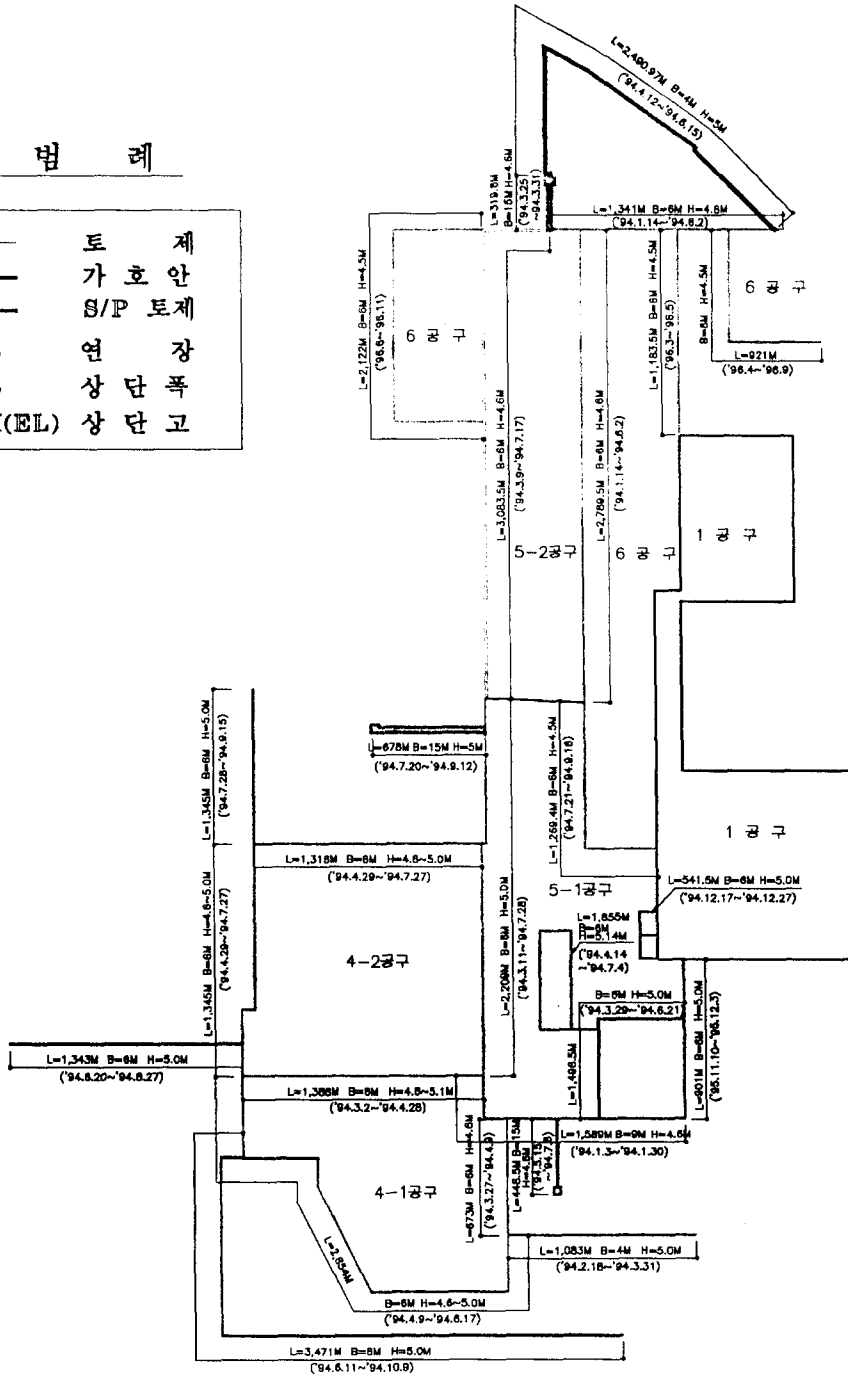 범 례
토 제
가 호 안
S/P 토제
연 장
상 단 폭
(EL) 상 단 고
L=2,490.97M B=4M H=5M
('94.4.12~'94.6.15)
L=319.8M
B=15M H=4.6M
('94.3.25
~'94.3.31)
L=1,341M B=6M H=4.6M
('94.1.14~'94.6.2)
L=2,122M B=6M H=4.5M
('96.6~'96.11)
6 공 구
L=1,183.5M B=6M H=4.5M
('96.3~'96.5)
B=6M H=4.5M
6 공 구
L=921M
('96.4~'96.9)
L=3,083.5M B=6M H=4.6M
('94.3.9~'94.7.17)
L=2,789.5M B=6M H=4.6M
('94.1.14~'94.6.2)
5-2공구
6 공 구
1 공 구
L=1,345M B=6M H=5.0M
('94.7.28~'94.9.15)
L=678M B=15M H=5M
('94.7.20~'94.9.12)
L=1,269.4M B=6M H=4.5M
('94.7.21~'94.9.16)
1 공 구
L=1,318M B=6M H=4.6~5.0M
('94.4.29~'94.7.27)
L=541.5M B=6M H=5.0M
('94.12.17~'94.12.27)
5-1공구
L=1,345M B=6M H=4.6~5.0M
('94.4.29~'94.7.27)
4-2공구
L=2,209M B=6M H=5.0M
('94.3.11~'94.7.28)
L=1,655M
B=6M
H=5.14M
('94.4.14
~'94.7.4)
B=6M H=5.0M
('94.3.29~'94.6.21)
L=1,496.5M
L=901M B=6M H=5.0M
('95.11.10~'95.12.3)
L=1,343M B=6M H=5.0M
('94.8.20~'94.8.27)
L=1,388M B=6M H=4.6~5.1M
('94.3.2~'94.4.28)
L=1,589M B=9M H=4.6M
('94.1.3~'94.1.30)
L=673M B=6M H=4.6M
('94.3.27~'94.4.9)
L=448.5M B=15M
H=4.6M
('94.5.15
~'94.7.8)
4-1공구
L=2,654M
L=1,083M B=4M H=5.0M
('94.2.16~'94.3.31)
B=6M H=4.6~5.0M
('94.4.9~'94.6.17)
L=3,471M B=8M H=5.0M
('94.6.11~'94.10.9)